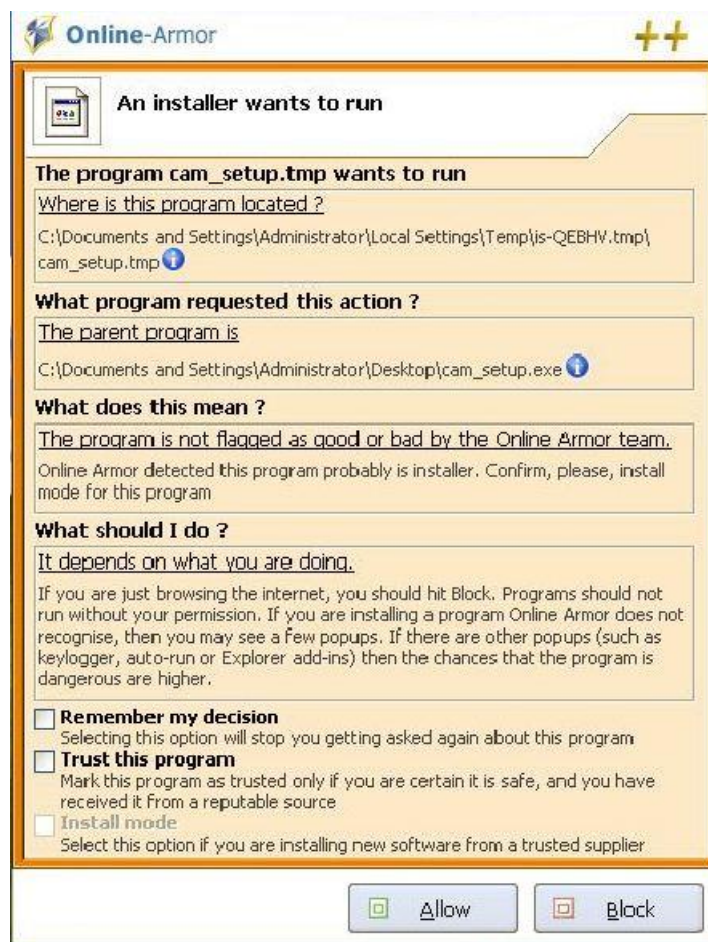 Online-Armor
An installer wants to run
The program cam_setup.tmp wants to run
Where is this program located ?
C:\Documents and Settings\Administrator\Local Settings\Temp\is-QEBHV.tmp\
cam_setup.tmp
What program requested this action ?
The parent program is
C:\Documents and Settings\Administrator\Desktop\cam_setup.exe
What does this mean ?
The program is not flagged as good or bad by the Online Armor team.
Online Armor detected this program probably is installer. Confirm, please, install
mode for this program
What should I do ?
It depends on what you are doing.
If you are just browsing the internet, you should hit Block. Programs should not
run without your permission. If you are installing a program Online Armor does not
recognise, then you may see a few popups. If there are other popups (such as
keylogger, auto-run or Explorer add-ins) then the chances that the program is
dangerous are higher.
Remember my decision
Selecting this option will stop you getting asked again about this program
Trust this program
Mark this program as trusted only if you are certain it is safe, and you have
received it from a reputable source
Install mode
Select this option if you are installing new software from a trusted supplier
Allow
Block